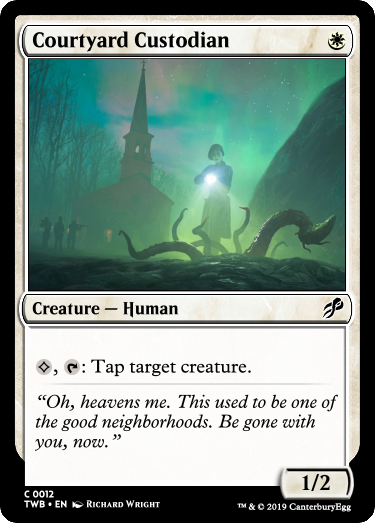 Courtyard Custodian
Creature — Human
: Tap target creature.
“Oh, heavens me. This used to be one of
the good neighborhoods. Be gone with
you, now.”
1/2
C 0012
TWB • EN Richard Wright
™ & © 2019 CanterburyEgg